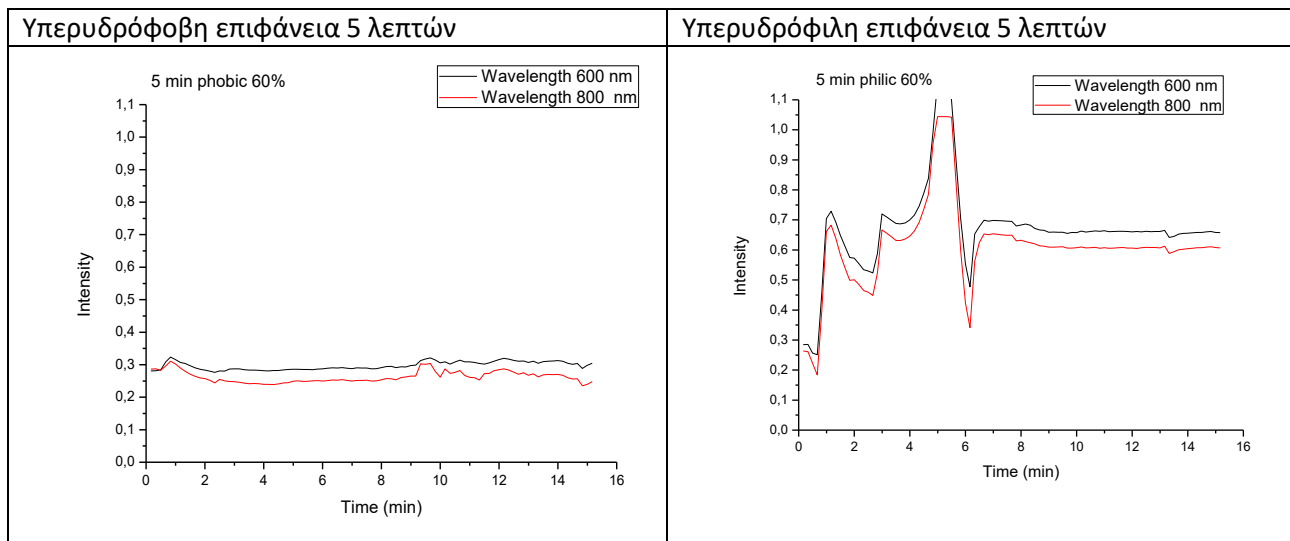 Υπερυδρόφοβη επιφάνεια 5 λεπτών
Υπερυδρόφιλη επιφάνεια 5 λεπτών
5 min phobic 60%
Wavelength 600 nm
Wavelength 800 nm
1,1
1,0
0,9
0,8
0,7
0,6
0,5
0,4
0,3
0,2
0,1
0,0
Intensity
0 2 4 6 8 10 12 14 16
Time (min)
5 min philic 60%
Wavelength 600 nm
Wavelength 800 nm
1,1
1,0
0,9
0,8
0,7
0,6
0,5
0,4
0,3
0,2
0,1
0,0
Intensity
0 2 4 6 8 10 12 14 16
Time (min)